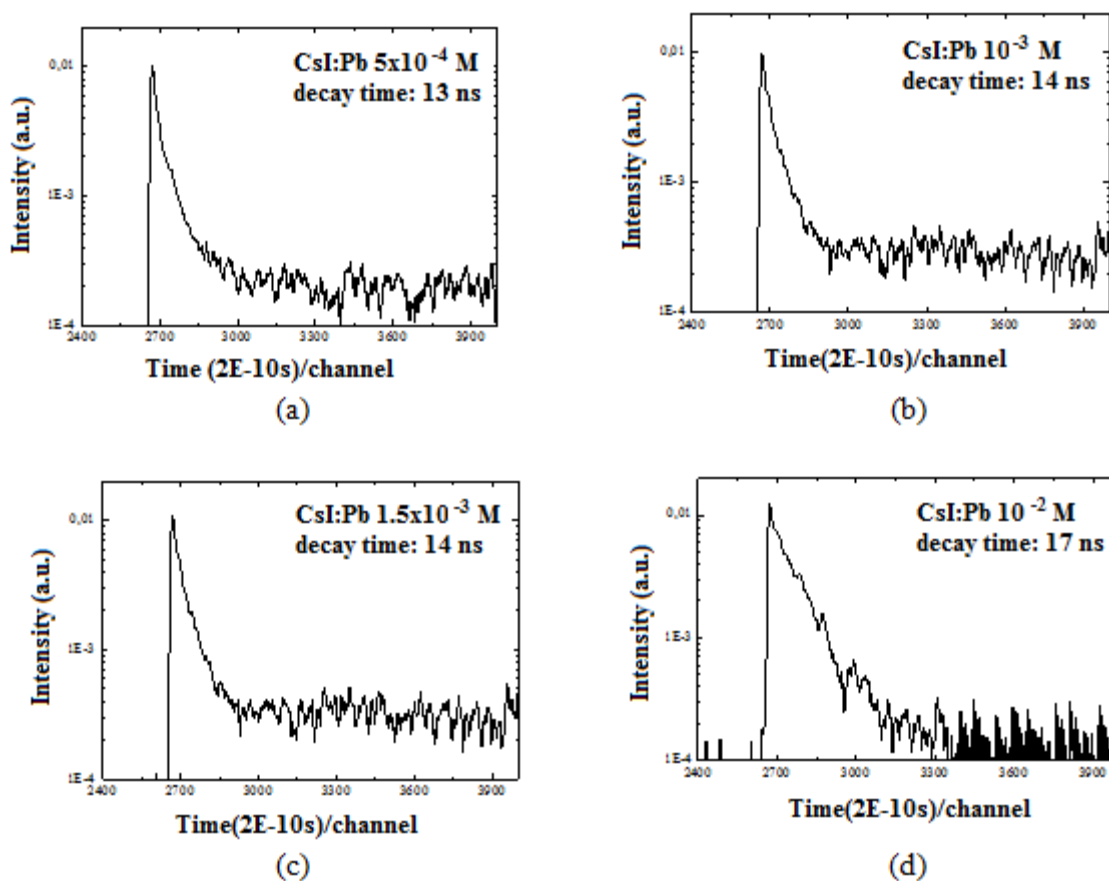 CsI:Pb 5x10⁻⁴ M
decay time: 13 ns
0,01
1E-3
1E-4
2400 2700 3000 3300 3600 3900
Intensity (a.u.)
Time (2E-10s)/channel
(a)
CsI:Pb 10⁻³ M
decay time: 14 ns
0,01
1E-3
1E-4
2400 2700 3000 3300 3600 3900
Intensity (a.u.)
Time(2E-10s)/channel
(b)
CsI:Pb 1.5x10⁻³ M
decay time: 14 ns
0,01
1E-3
1E-4
2400 2700 3000 3300 3600 3900
Intensity (a.u.)
Time(2E-10s)/channel
(c)
CsI:Pb 10⁻² M
decay time: 17 ns
0,01
1E-3
1E-4
2400 2700 3000 3300 3600 3900
Intensity (a.u.)
Time(2E-10s)/channel
(d)